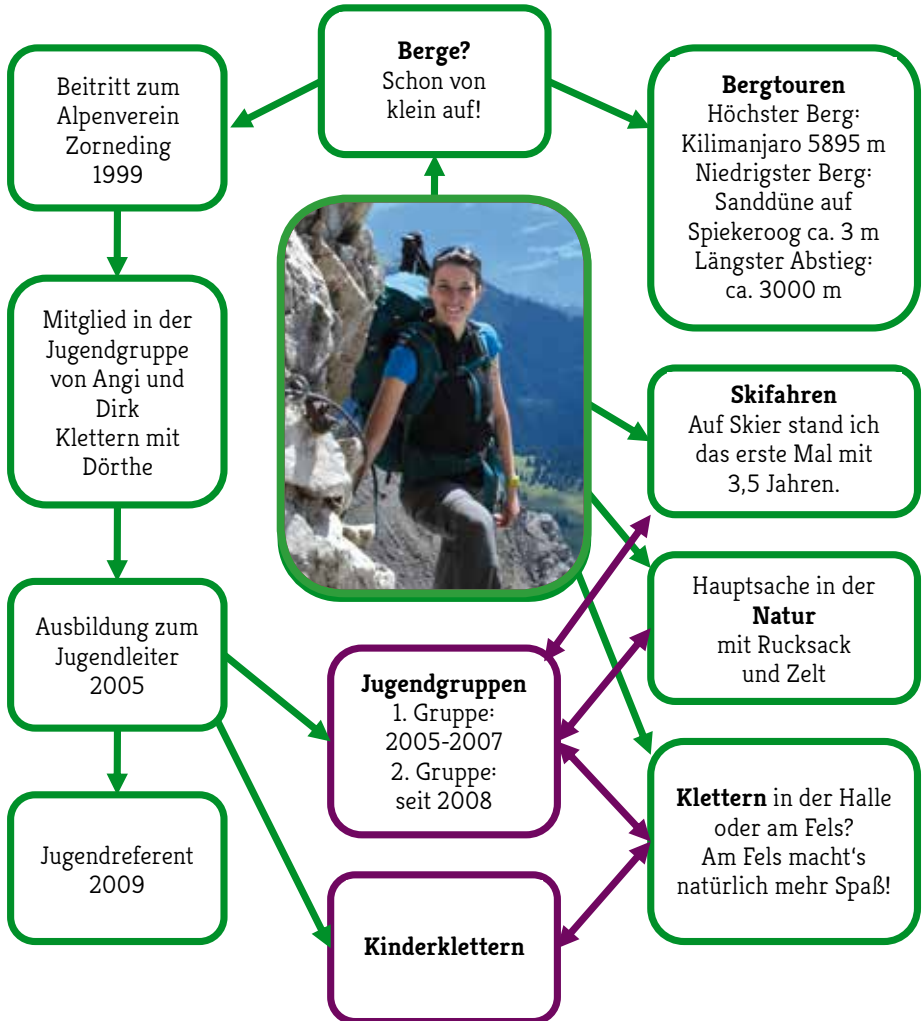 Berge?
Schon von
klein auf!
Beitritt zum
Alpenverein
Zorneding
1999
Bergtouren
Höchster Berg:
Kilimanjaro 5895 m
Niedrigster Berg:
Sanddüne auf
Spiekeroog ca. 3 m
Längster Abstieg:
ca. 3000 m
Mitglied in der
Jugendgruppe
von Angi und
Dirk
Klettern mit
Dörthe
Skifahren
Auf Skier stand ich
das erste Mal mit
3,5 Jahren.
Ausbildung zum
Jugendleiter
2005
Hauptsache in der
Natur
mit Rucksack
und Zelt
Jugendgruppen
1. Gruppe:
2005-2007
2. Gruppe:
seit 2008
Klettern in der Halle
oder am Fels?
Am Fels macht‘s
natürlich mehr Spaß!
Jugendreferent
2009
Kinderklettern